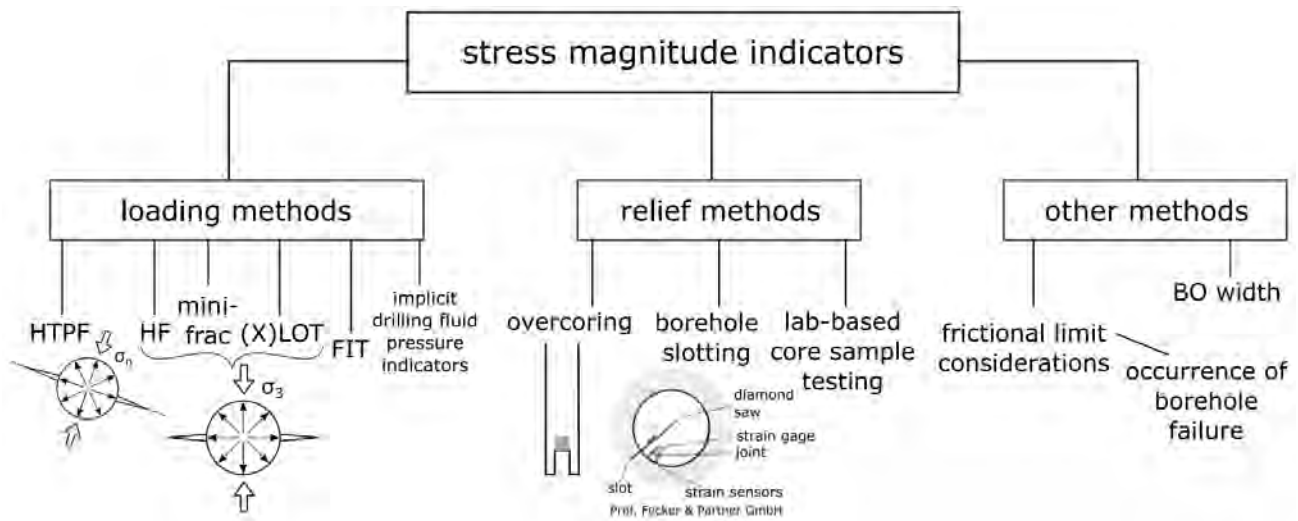 stress magnitude indicators
loading methods
relief methods
other methods
HTPF
HF
mini-
frac
(X)LOT
FIT
implicit
drilling fluid
pressure
indicators
σn
σ3
overcoring
borehole
slotting
lab-based
core sample
testing
diamond
saw
strain gage
joint
slot
strain sensors
Prof. Fecker & Partner GmbH
frictional limit
considerations
BO width
occurrence of
borehole
failure